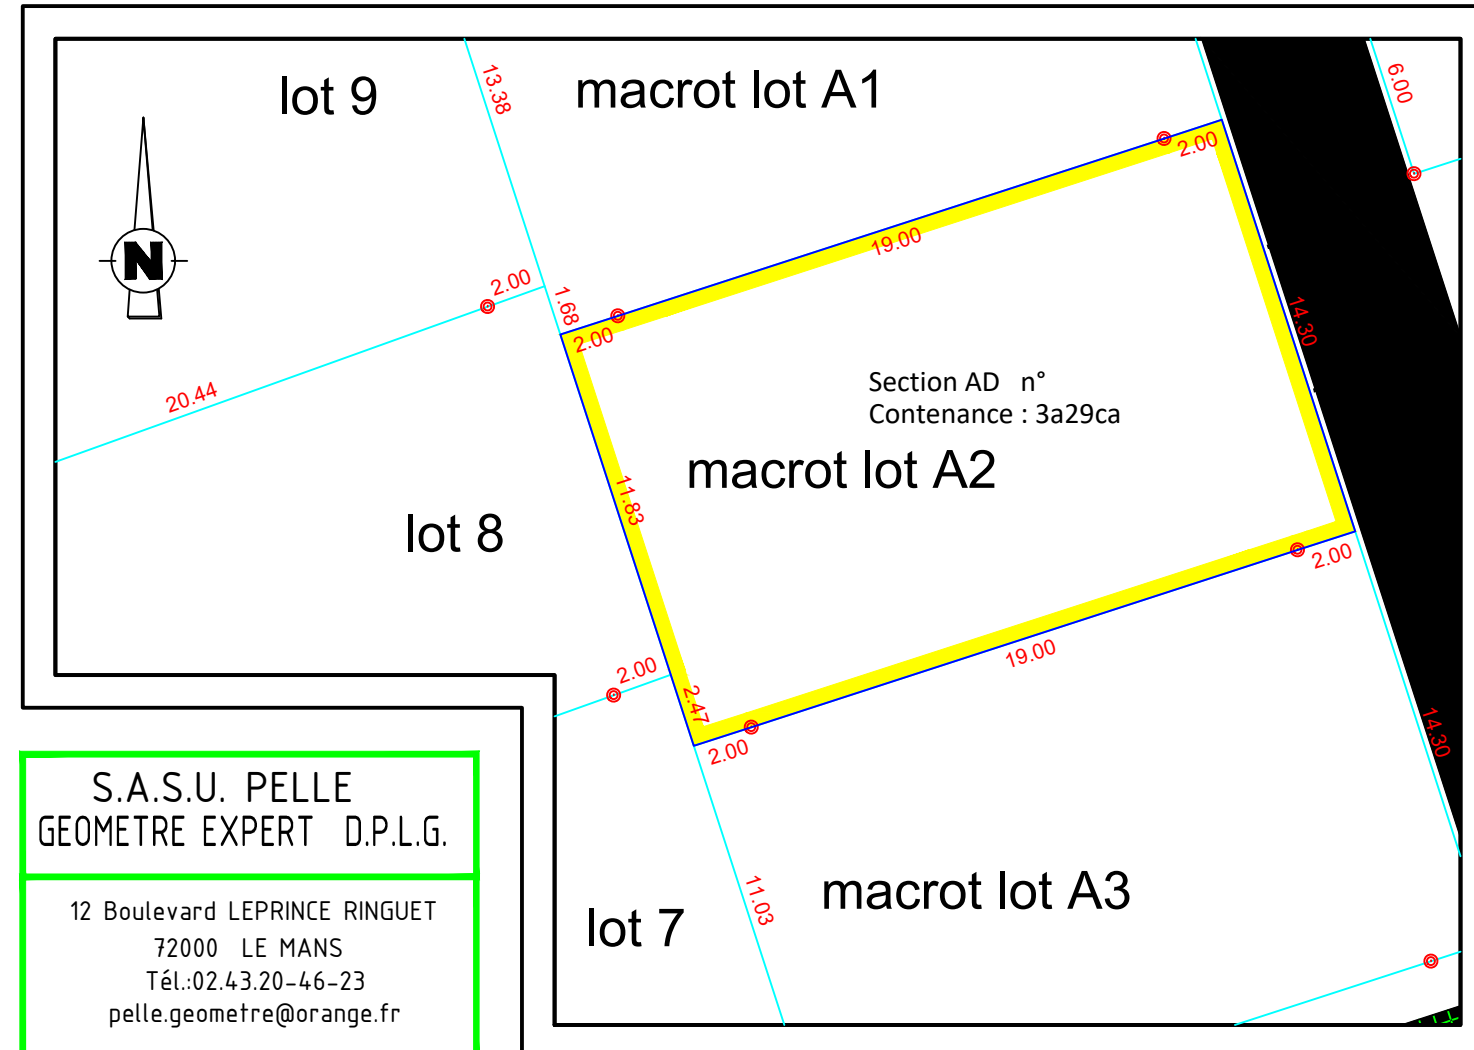 lot 9
macrot lot A1
13.38
6.00
2.00
19.00
N
2.00
1.68
2.00
14.30
20.44
Section AD n°
Contenance : 3a29ca
macrot lot A2
11.83
lot 8
2.00
19.00
2.00
2.47
2.00
14.30
S.A.S.U. PELLE
GEOMETRE EXPERT D.P.L.G.
11.03
macrot lot A3
lot 7
12 Boulevard LEPRINCE RINGUET
72000 LE MANS
Tél.:02.43.20-46-23
pelle.geometre@orange.fr